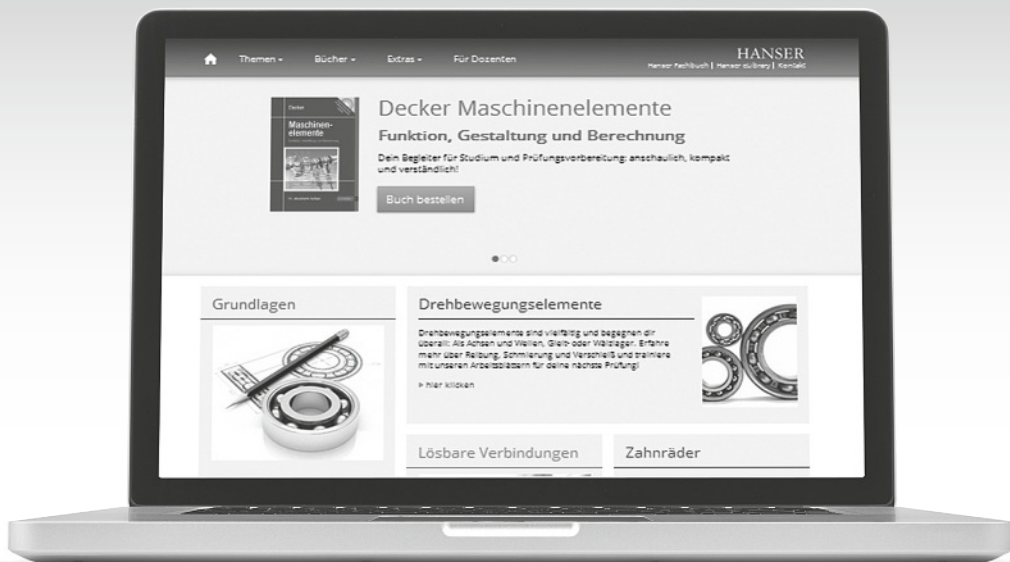 Themen
Bücher
Extras
Für Dozenten
HANSER
Hanser Fachbuch | Hanser eLibrary | Kontakt
Decker
Maschinen-
elemente
Decker Maschinenelemente
Funktion, Gestaltung und Berechnung
Dein Begleiter für Studium und Prüfungsvorbereitung: anschaulich, kompakt
und verständlich!
Buch bestellen
Grundlagen
Drehbewegungselemente
Drehbewegungselemente sind vielfältig und begegnen dir
überall: Als Achsen und Wellen, Gleit- oder Wälzlager. Erfahre
mehr über Reibung, Schmierung und Verschleiß und trainiere
mit unseren Arbeitsblättern für deine nächste Prüfung!
» hier klicken
Lösbare Verbindungen
Zahnräder